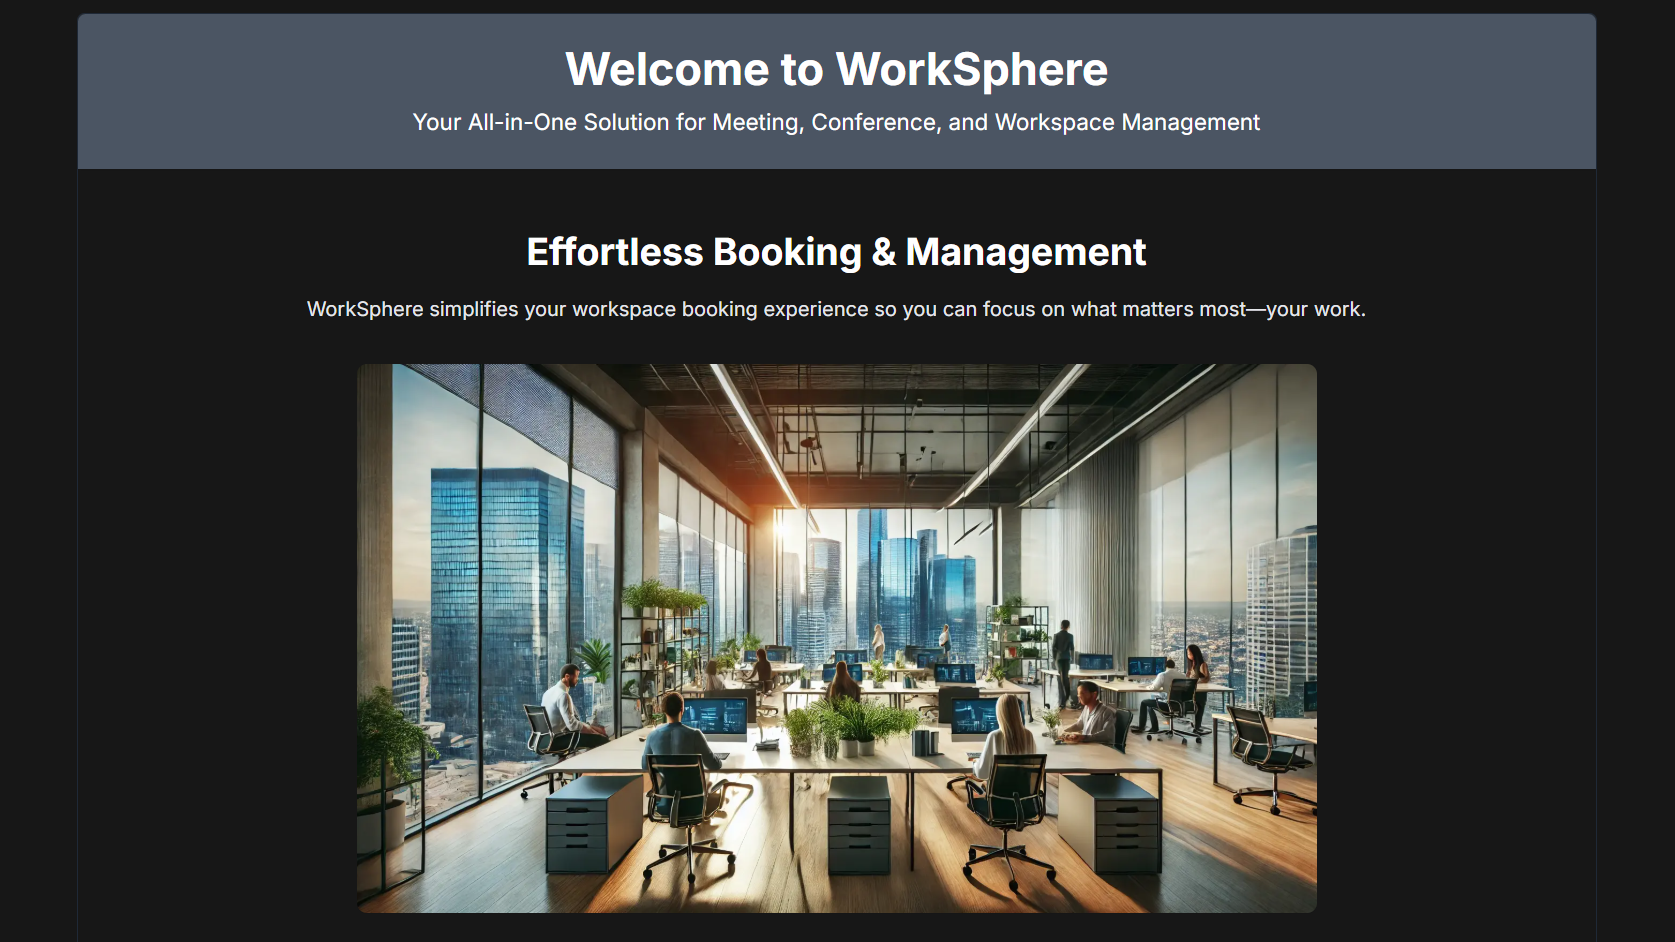 Welcome to WorkSphere
Your All-in-One Solution for Meeting, Conference, and Workspace Management
Effortless Booking & Management
WorkSphere simplifies your workspace booking experience so you can focus on what matters most—your work.